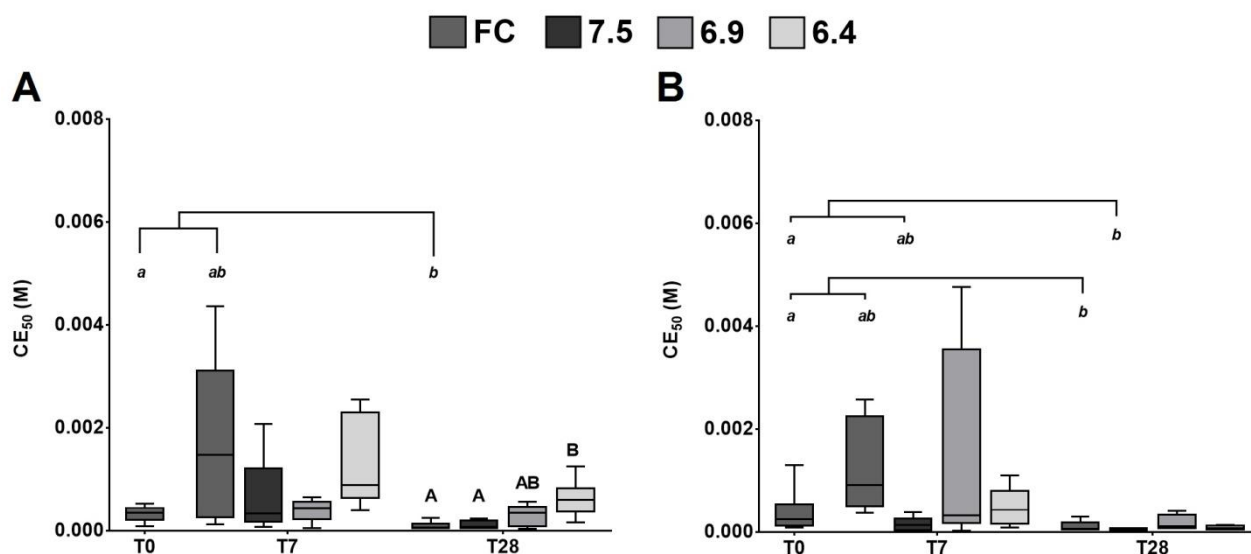 FC 7.5 6.9 6.4
A
0.008
0.006
0.004
0.002
0.000
CE50 (M)
a ab b
A A AB B
T0 T7 T28
B
0.008
0.006
0.004
0.002
0.000
CE50 (M)
a ab b
a ab b
T0 T7 T28